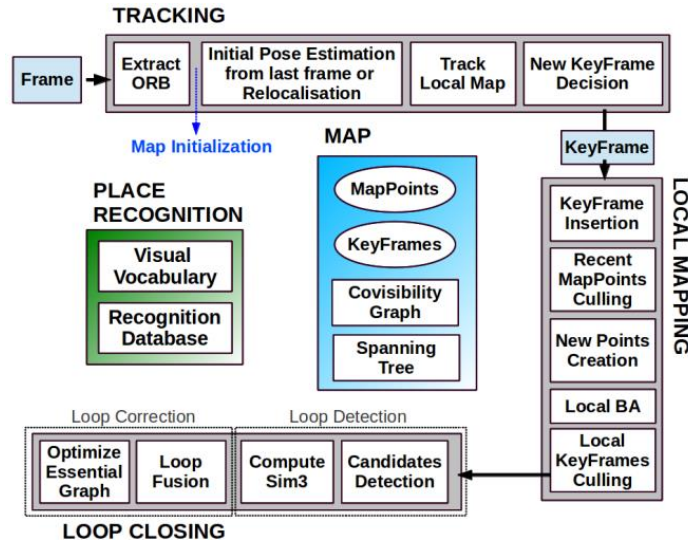 TRACKING
Frame
Extract
ORB
Initial Pose Estimation
from last frame or
Relocalisation
Track
Local Map
New KeyFrame
Decision
Map Initialization
KeyFrame
MAP
MapPoints
KeyFrames
Covisibility
Graph
Spanning
Tree
PLACE
RECOGNITION
Visual
Vocabulary
Recognition
Database
LOCAL MAPPING
KeyFrame
Insertion
Recent
MapPoints
Culling
New Points
Creation
Local BA
Local
KeyFrames
Culling
Loop Correction
Loop Detection
Optimize
Essential
Graph
Loop
Fusion
Compute
Sim3
Candidates
Detection
LOOP CLOSING